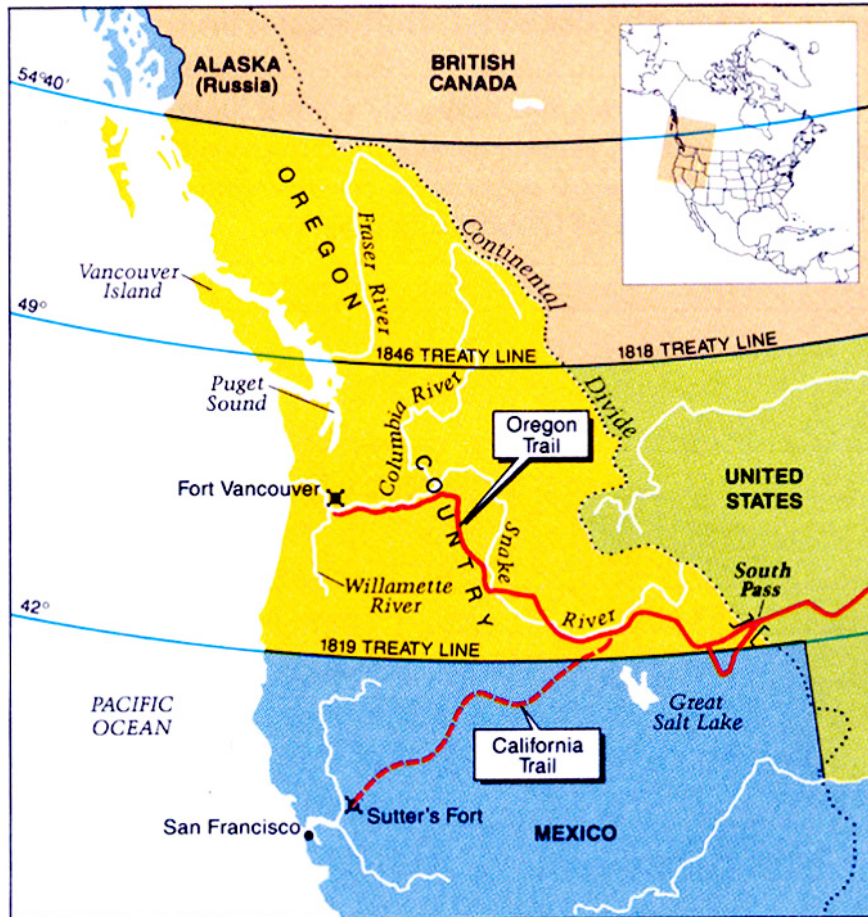 ALASKA
(Russia)
BRITISH
CANADA
54°40'
OREGON
Fraser River
Continental
Divide
Vancouver
Island
49°
1846 TREATY LINE
1818 TREATY LINE
Puget
Sound
Columbia River
Oregon
Trail
COUNTRY
UNITED
STATES
Fort Vancouver
Snake
River
South
Pass
Willamette
River
42°
1819 TREATY LINE
PACIFIC
OCEAN
Great
Salt Lake
California
Trail
San Francisco
Sutter's Fort
MEXICO